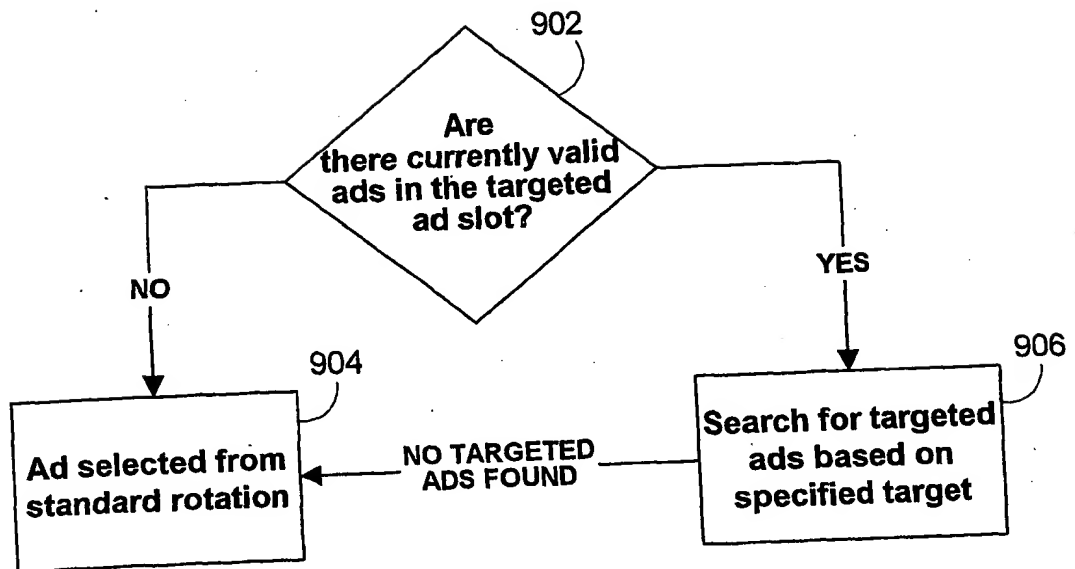 902
Are
there currently valid
ads in the targeted
ad slot?
NO
YES
904
906
Ad selected from
standard rotation
NO TARGETED
ADS FOUND
Search for targeted
ads based on
specified target